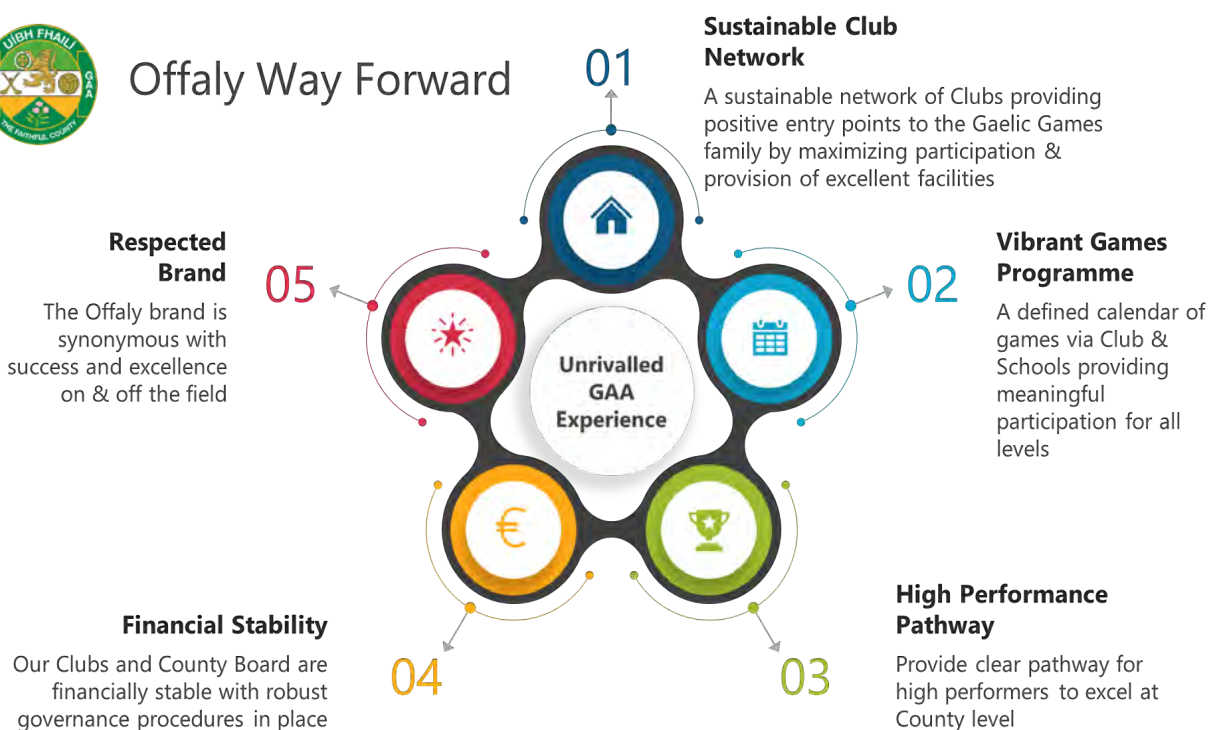 UÍBH FHAILÍ
GAA
THE FAITHFUL COUNTY
Offaly Way Forward
01
Sustainable Club
Network
A sustainable network of Clubs providing
positive entry points to the Gaelic Games
family by maximizing participation &
provision of excellent facilities
02
Vibrant Games
Programme
A defined calendar of
games via Club &
Schools providing
meaningful
participation for all
levels
03
High Performance
Pathway
Provide clear pathway for
high performers to excel at
County level
04
Financial Stability
Our Clubs and County Board are
financially stable with robust
governance procedures in place
05
Respected
Brand
The Offaly brand is
synonymous with
success and excellence
on & off the field
Unrivalled
GAA
Experience
€